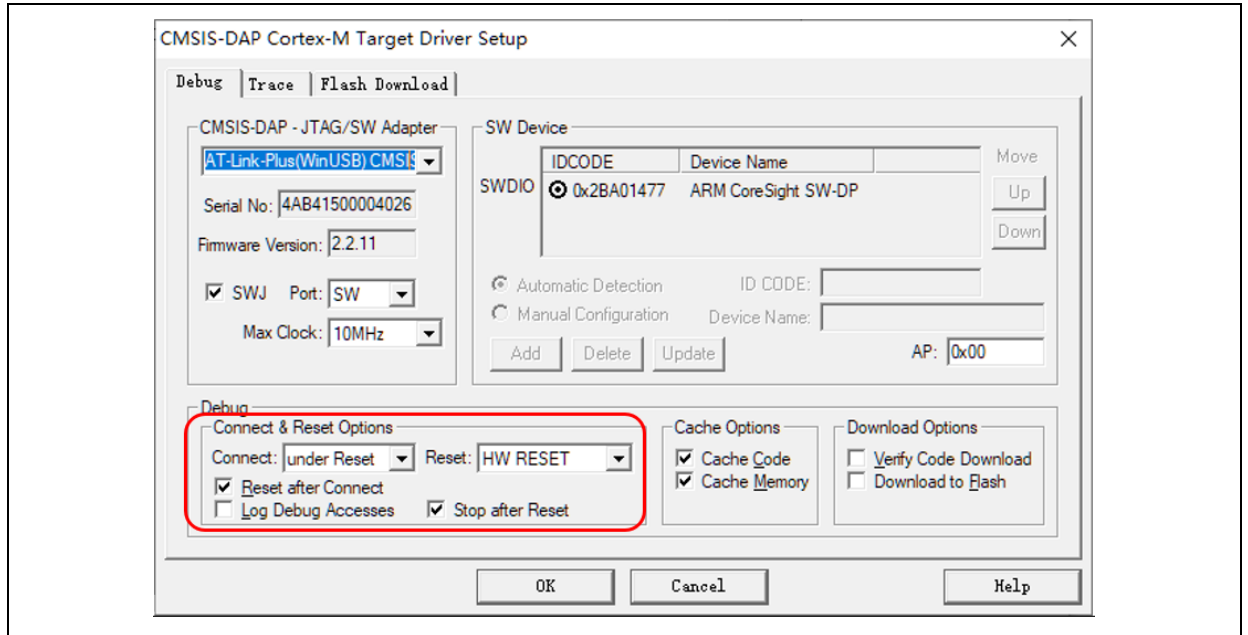 CMSIS-DAP Cortex-M Target Driver Setup
Debug Trace Flash Download
CMSIS-DAP - JTAG/SW Adapter
AT-Link-Plus(WinUSB) CMSIS
Serial No: 4AB41500004026
Firmware Version: 2.2.11
SWJ Port: SW
Max Clock: 10MHz
SW Device
IDCODE Device Name
SWDIO 0x2BA01477 ARM CoreSight SW-DP
Move
Up
Down
Automatic Detection ID CODE:
Manual Configuration Device Name:
Add Delete Update AP: 0x00
Debug
Connect & Reset Options
Connect: under Reset Reset: HW RESET
Reset after Connect
Log Debug Accesses Stop after Reset
Cache Options
Cache Code
Cache Memory
Download Options
Verify Code Download
Download to Flash
OK Cancel Help